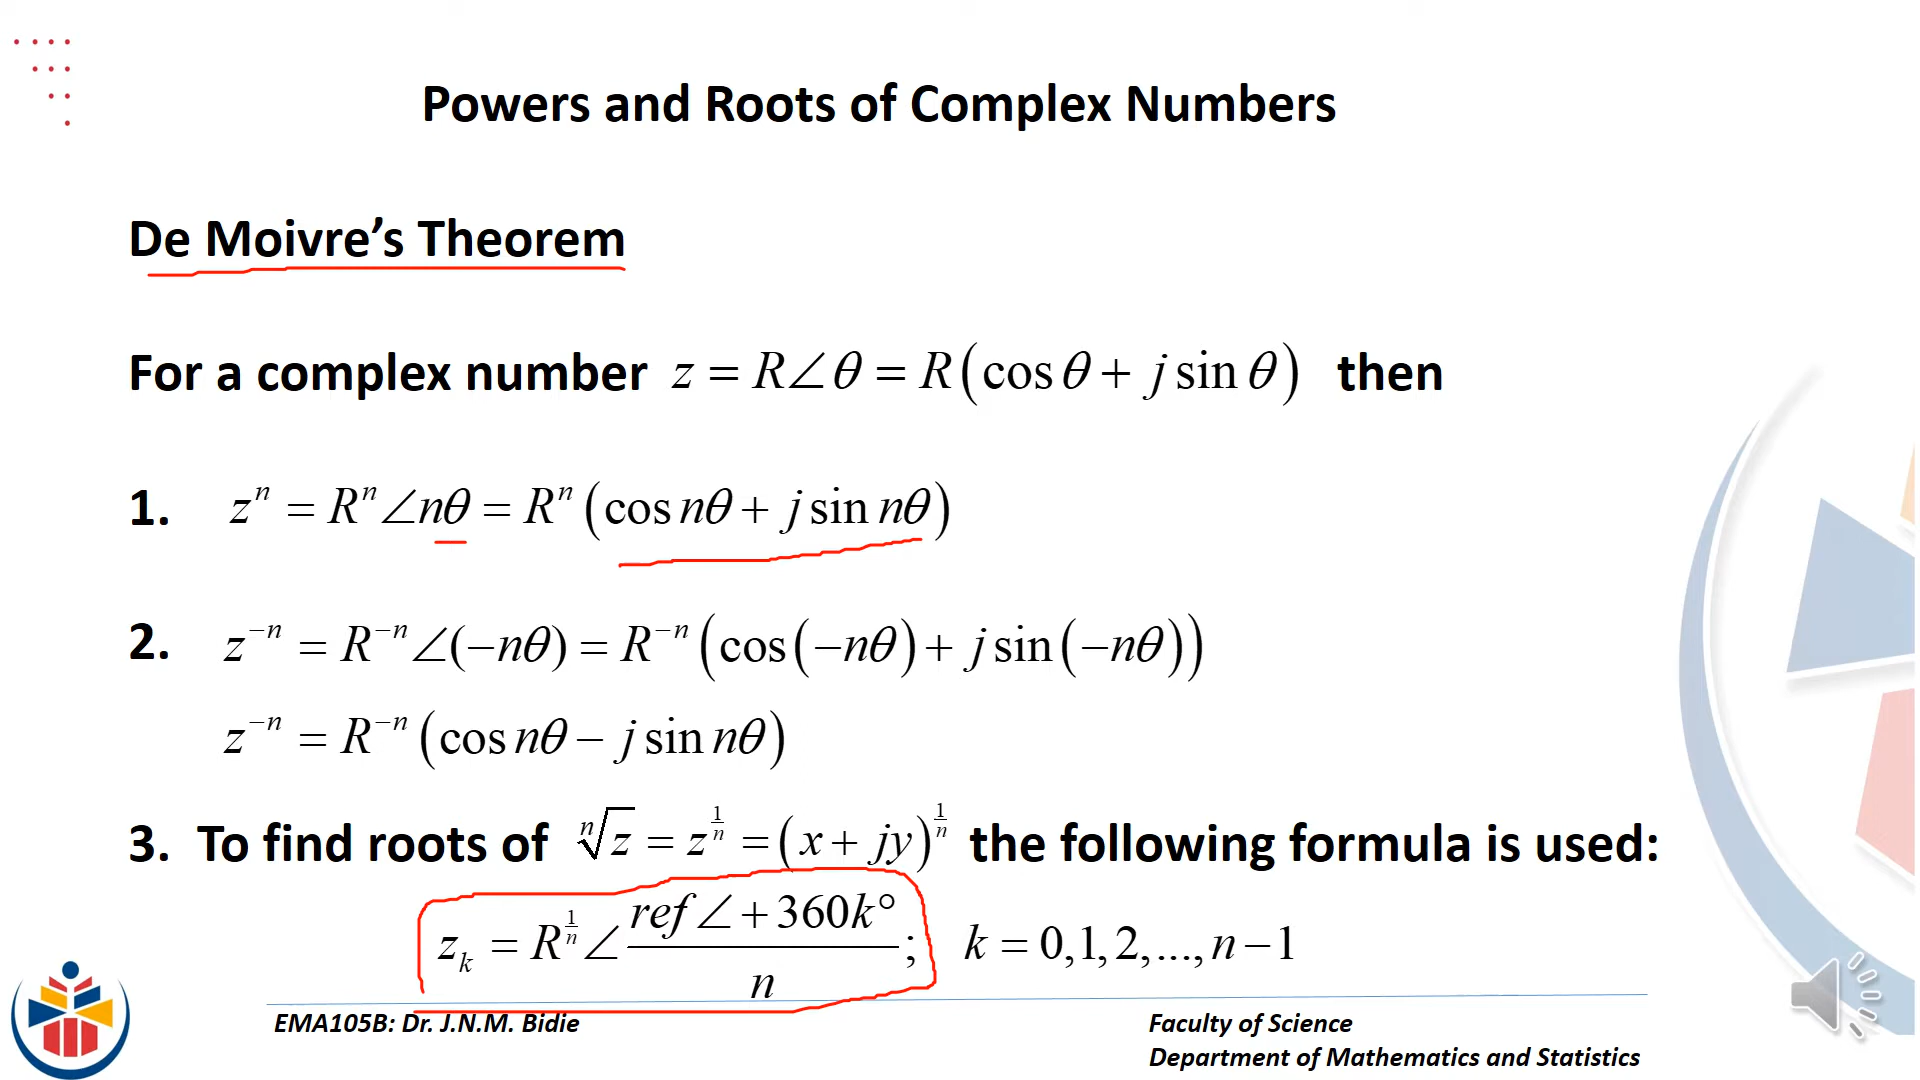 Powers and Roots of Complex Numbers
De Moivre's Theorem
For a complex number z = R∠θ = R(cos θ + j sin θ) then
1. zⁿ = Rⁿ∠nθ = Rⁿ(cos nθ + j sin nθ)
2. z⁻ⁿ = R⁻ⁿ∠(−nθ) = R⁻ⁿ(cos(−nθ) + j sin(−nθ))
z⁻ⁿ = R⁻ⁿ(cos nθ − j sin nθ)
3. To find roots of ⁿ√z = z^(1/n) = (x + jy)^(1/n) the following formula is used:
z_k = R^(1/n)∠(ref∠+360k°)/n; k = 0,1,2,...,n−1
EMA105B: Dr. J.N.M. Bidie
Faculty of Science
Department of Mathematics and Statistics